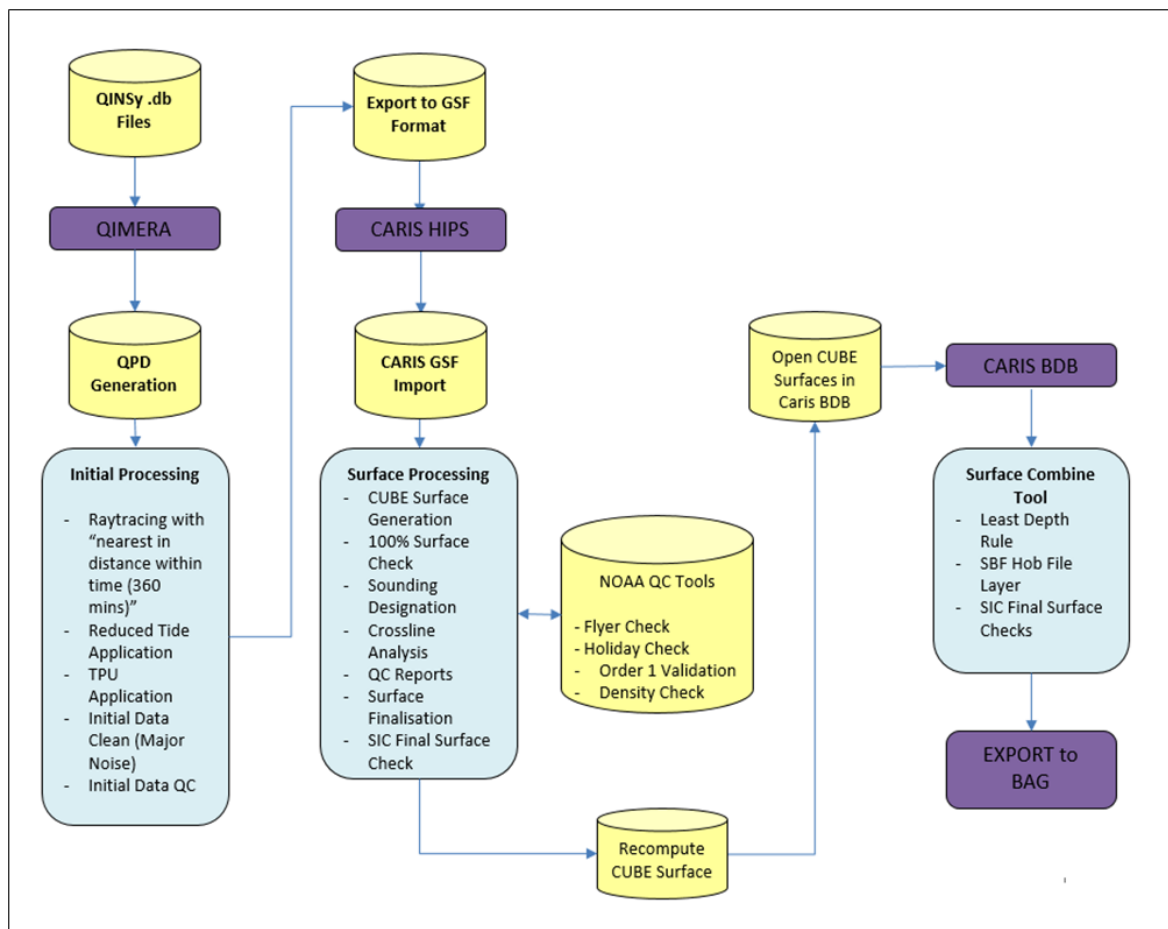 QINSy .db
Files
QIMERA
QPD
Generation
Initial Processing
- Raytracing with
“nearest in
distance within
time (360
mins)”
- Reduced Tide
Application
- TPU
Application
- Initial Data
Clean (Major
Noise)
- Initial Data QC
Export to GSF
Format
CARIS HIPS
CARIS GSF
Import
Surface Processing
- CUBE Surface
Generation
- 100% Surface
Check
- Sounding
Designation
- Crossline
Analysis
- QC Reports
- Surface
Finalisation
- SIC Final Surface
Check
NOAA QC Tools
- Flyer Check
- Holiday Check
- Order 1 Validation
- Density Check
Recompute
CUBE Surface
Open CUBE
Surfaces in
Caris BDB
CARIS BDB
Surface Combine
Tool
- Least Depth
Rule
- SBF Hob File
Layer
- SIC Final Surface
Checks
EXPORT to
BAG